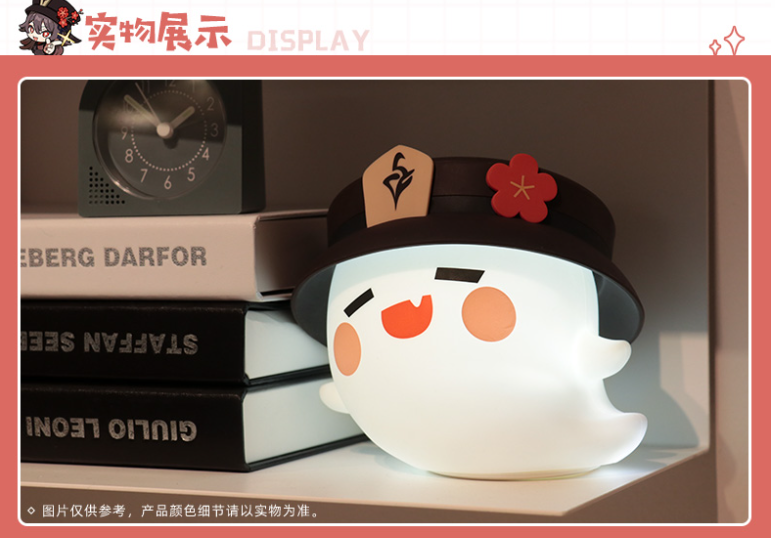 实物展示 DISPLAY
EBERG DARFOR
STAFFAN SEE
GIULIO LEONI
图片仅供参考，产品颜色细节请以实物为准。